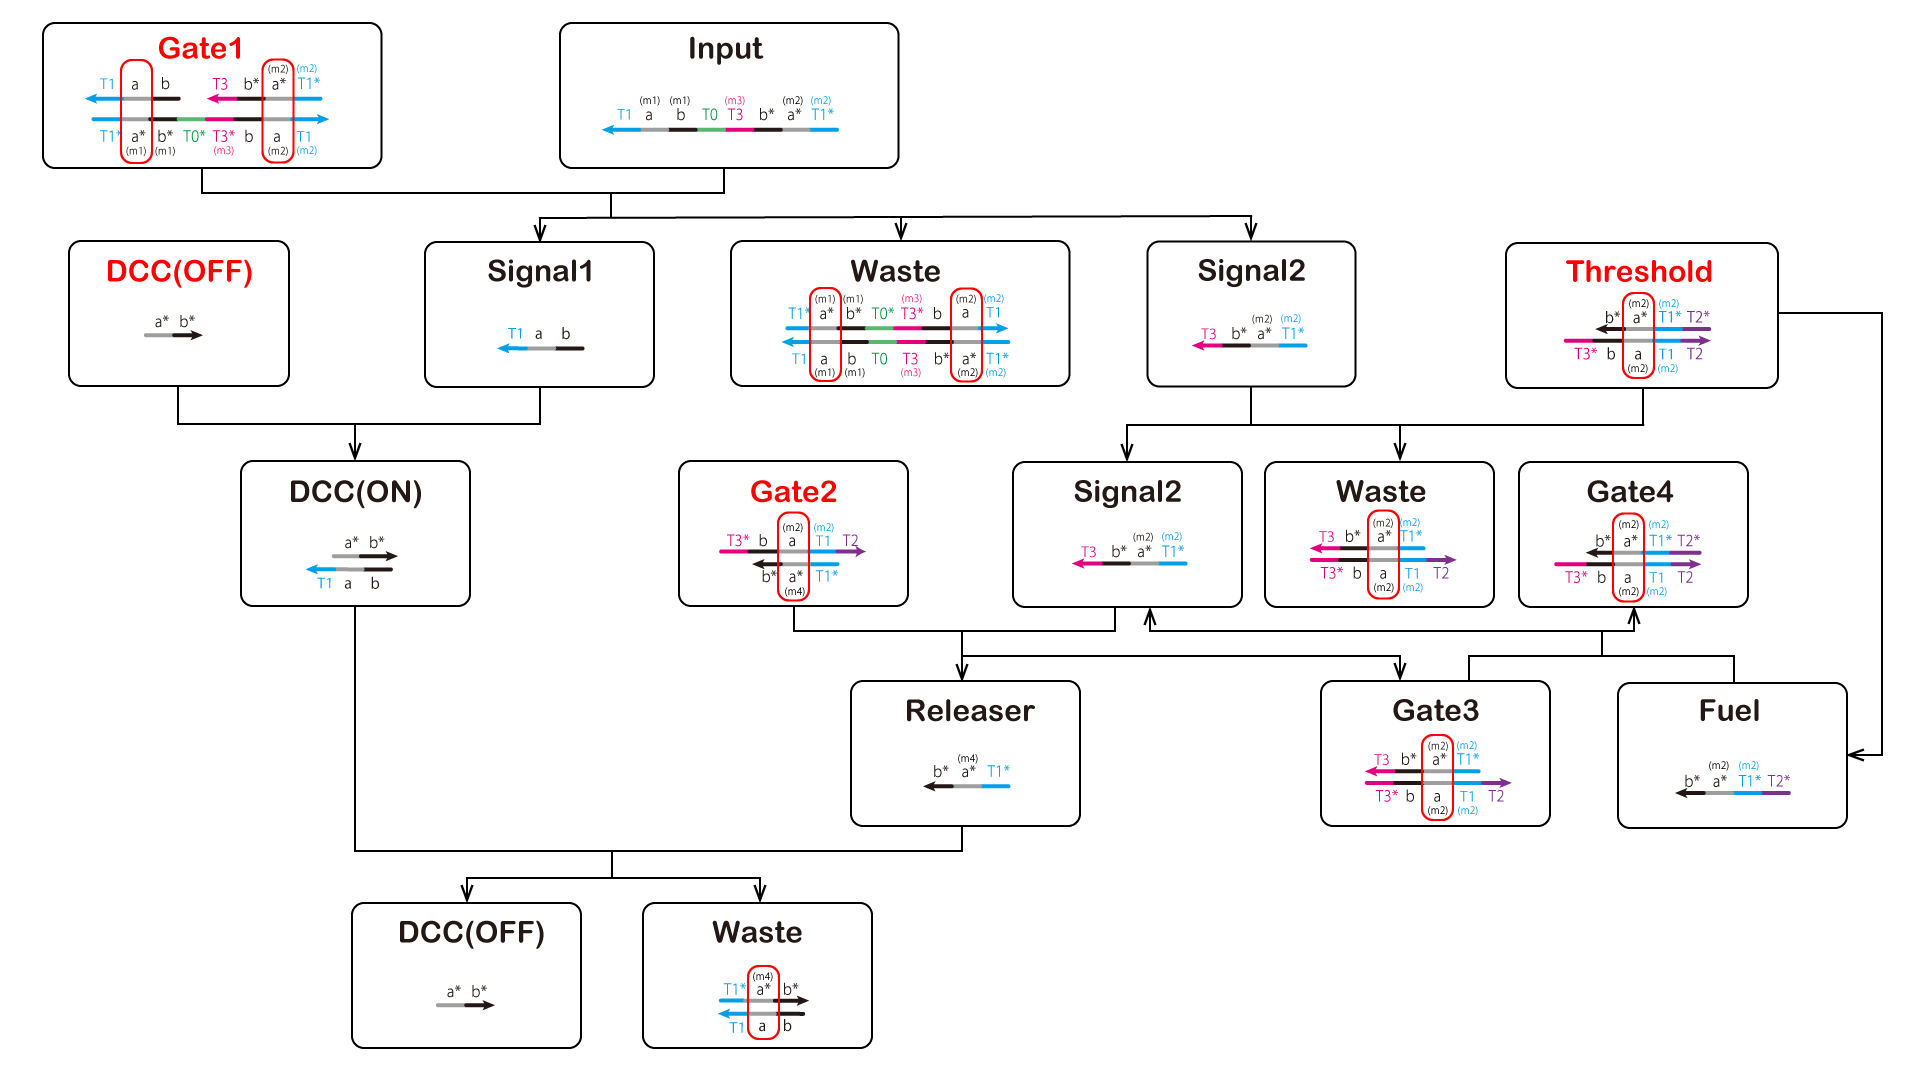 Gate1
(m2) (m2)
T1 a b T3 b* a* T1*
T1* a* b* T0* T3* b a T1
(m1) (m1) (m3) (m2) (m2)
Input
(m1) (m1) (m3) (m2) (m2)
T1 a b T0 T3 b* a* T1*
DCC(OFF)
a* b*
Signal1
T1 a b
Waste
(m1) (m1) (m3) (m2) (m2)
T1* a* b* T0* T3* b a T1
T1 a b T0 T3 b* a* T1*
(m1) (m1) (m3) (m2) (m2)
Signal2
(m2) (m2)
T3 b* a* T1*
Threshold
(m2) (m2)
b* a* T1* T2*
T3* b a T1 T2
(m2) (m2)
DCC(ON)
a* b*
T1 a b
Gate2
(m2) (m2)
T3* b a T1 T2
b* a* T1*
(m4)
Signal2
(m2) (m2)
T3 b* a* T1*
Waste
(m2) (m2)
T3 b* a* T1*
T3* b a T1 T2
(m2) (m2)
Gate4
(m2) (m2)
b* a* T1* T2*
T3* b a T1 T2
(m2) (m2)
Releaser
(m4)
b* a* T1*
Gate3
(m2) (m2)
T3 b* a* T1*
T3* b a T1 T2
(m2) (m2)
Fuel
(m2) (m2)
b* a* T1* T2*
DCC(OFF)
a* b*
Waste
(m4)
T1* a* b*
T1 a b